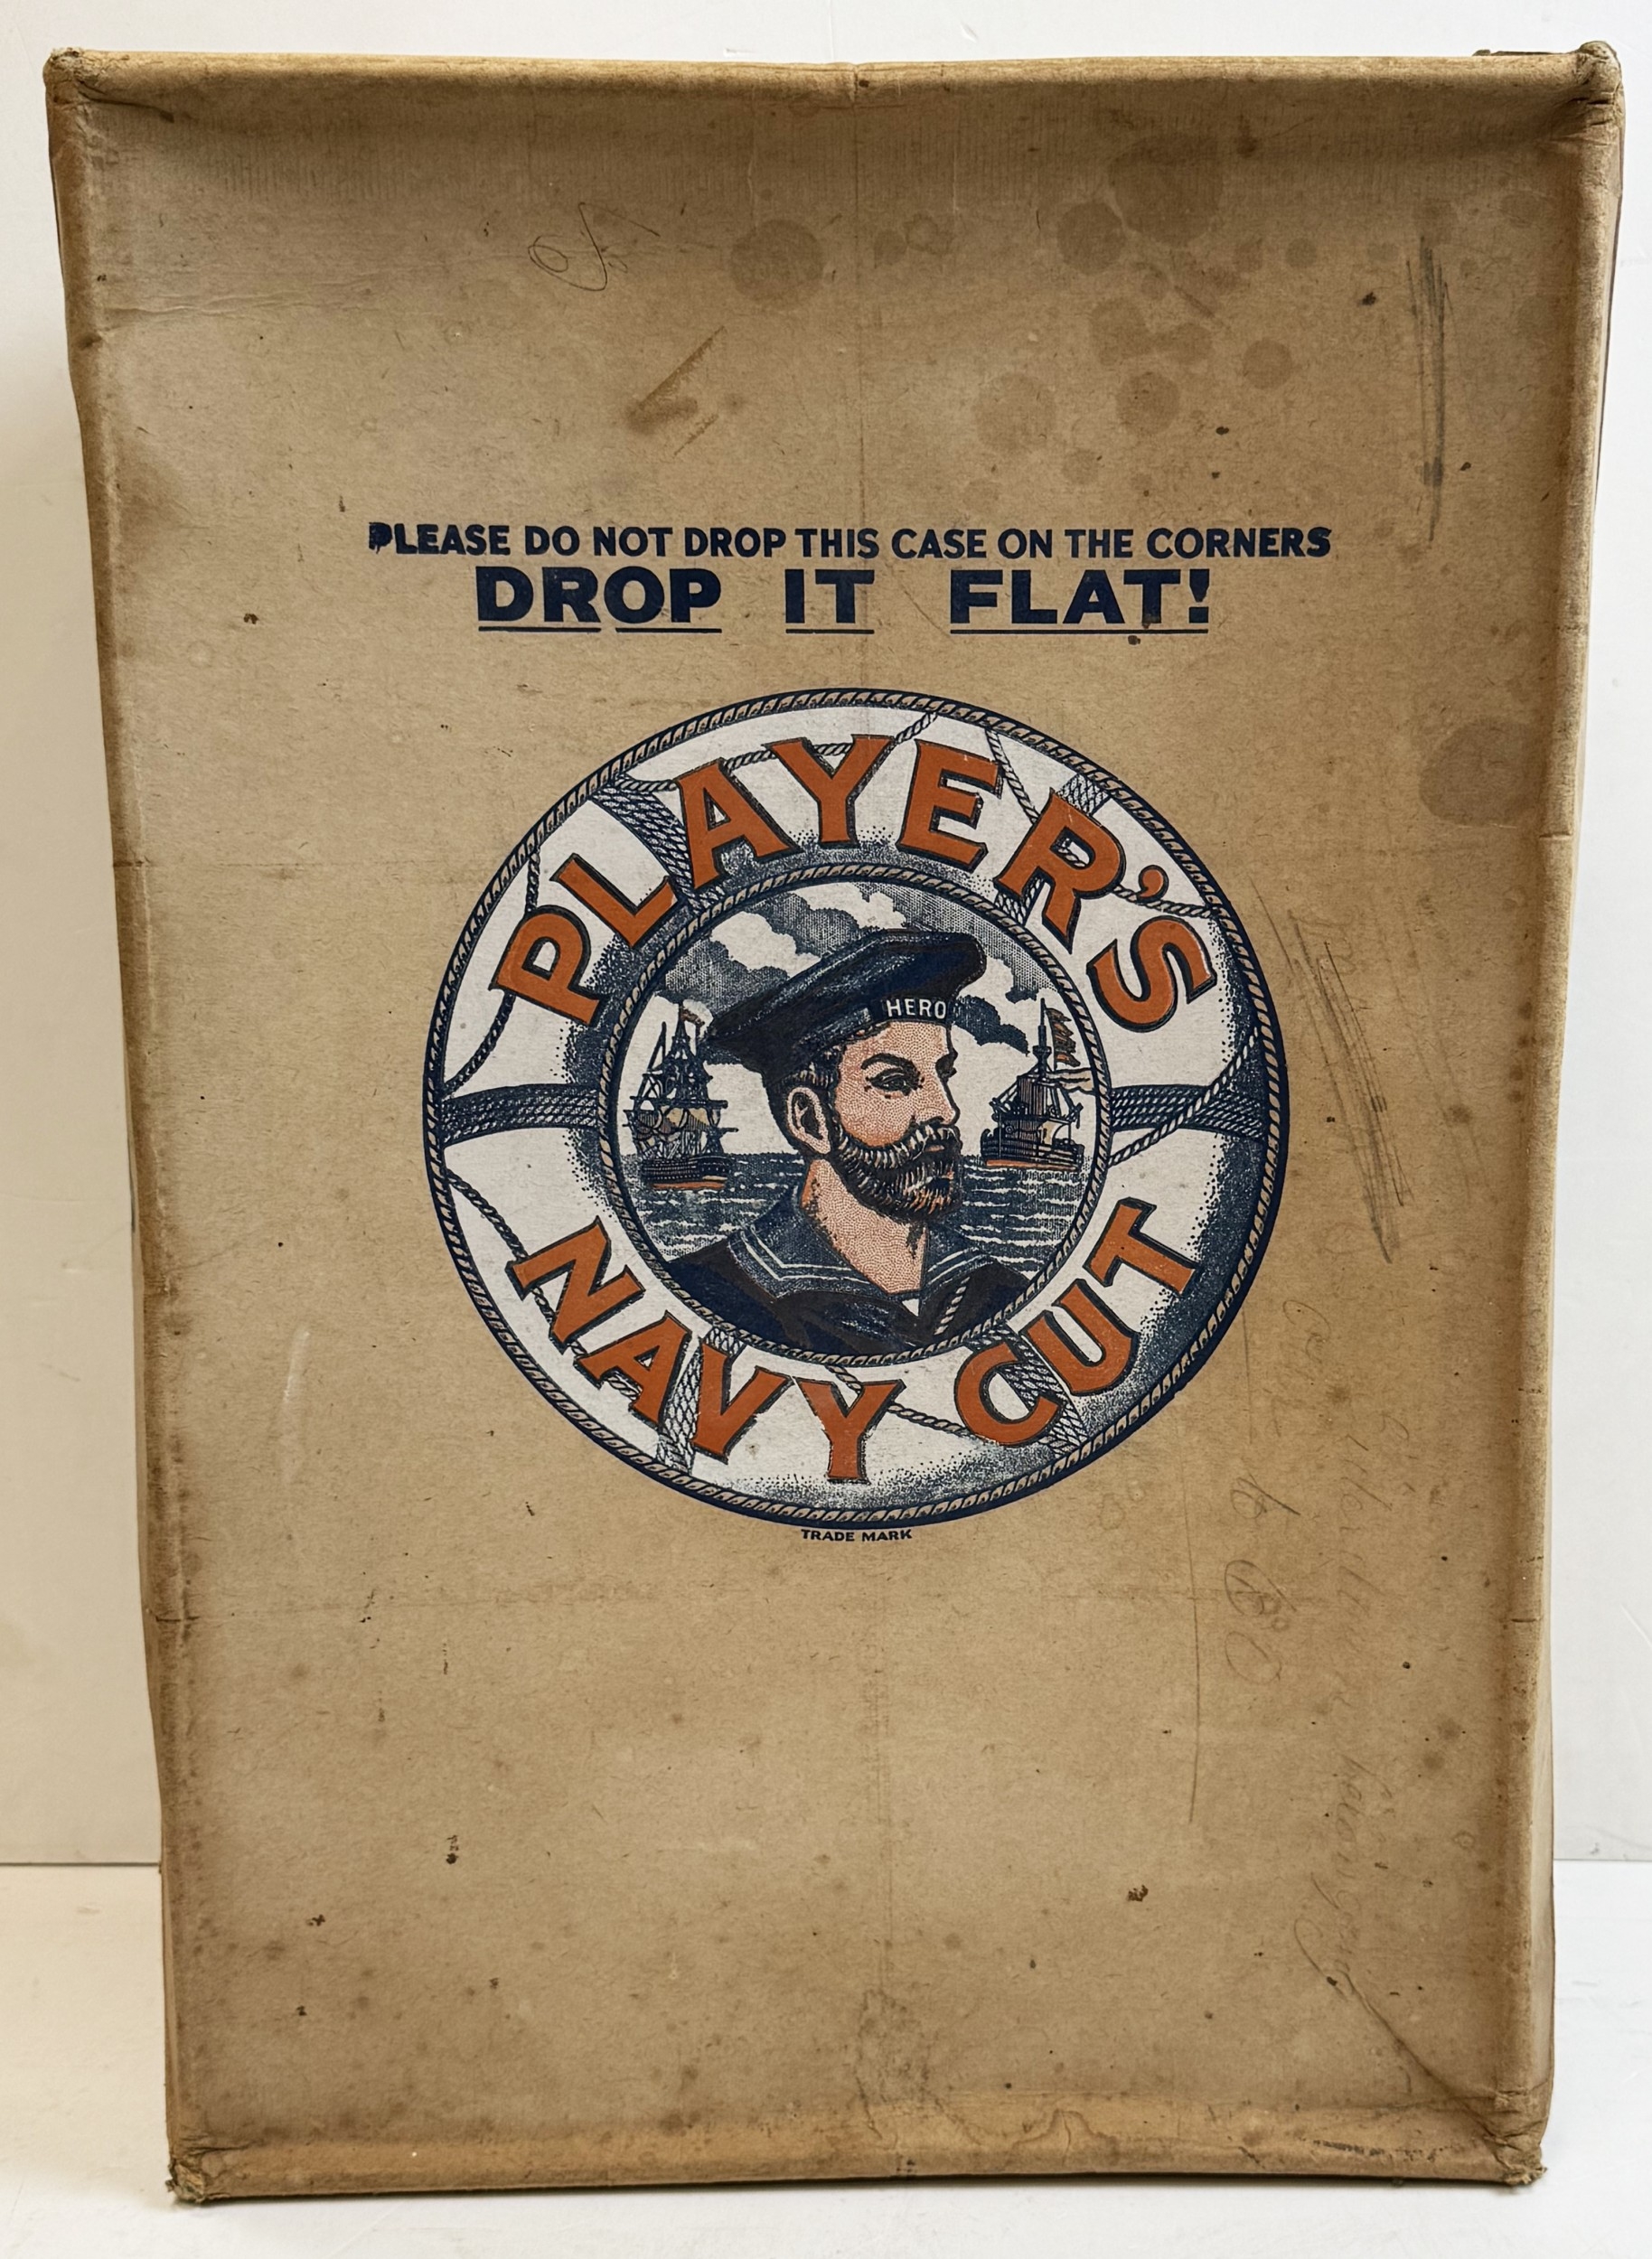 PLEASE DO NOT DROP THIS CASE ON THE CORNERS
DROP IT FLAT!
PLAYER'S
HERO
NAVY CUT
TRADE MARK